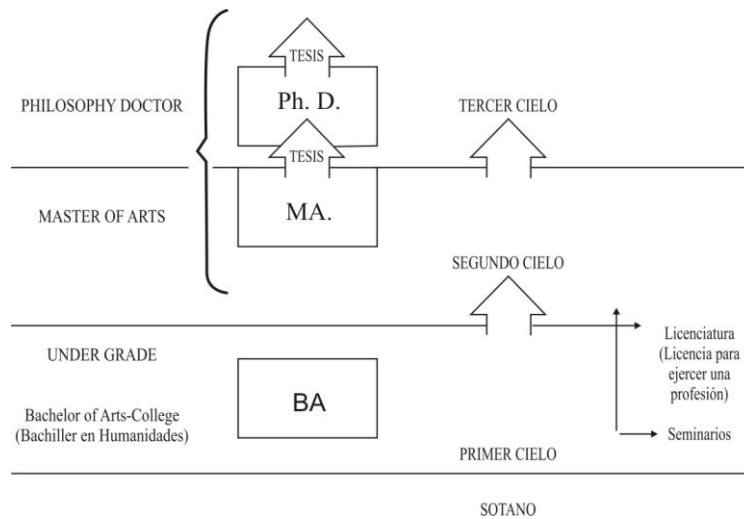 TESIS
Ph. D.
PHILOSOPHY DOCTOR
TERCER CIELO
TESIS
MA.
MASTER OF ARTS
SEGUNDO CIELO
UNDER GRADE
Licenciatura
(Licencia para
ejercer una
profesión)
BA
Bachelor of Arts-College
(Bachiller en Humanidades)
Seminarios
PRIMER CIELO
SOTANO